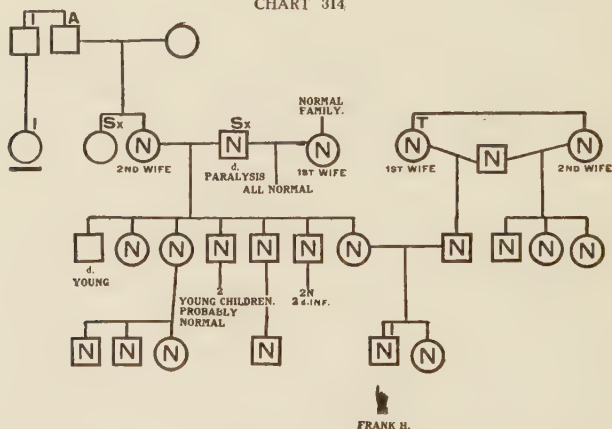 CHART 314
I A
Sx Sx NORMAL T
FAMILY.
I N N N N N N
2ND WIFE d. 1ST WIFE 1ST WIFE 2ND WIFE
PARALYSIS
ALL NORMAL
N N N N N N N N N N
d.
YOUNG
2 2N
YOUNG CHILDREN. 2 d.INF.
PROBABLY
NORMAL
I
N N N N N N
FRANK H.